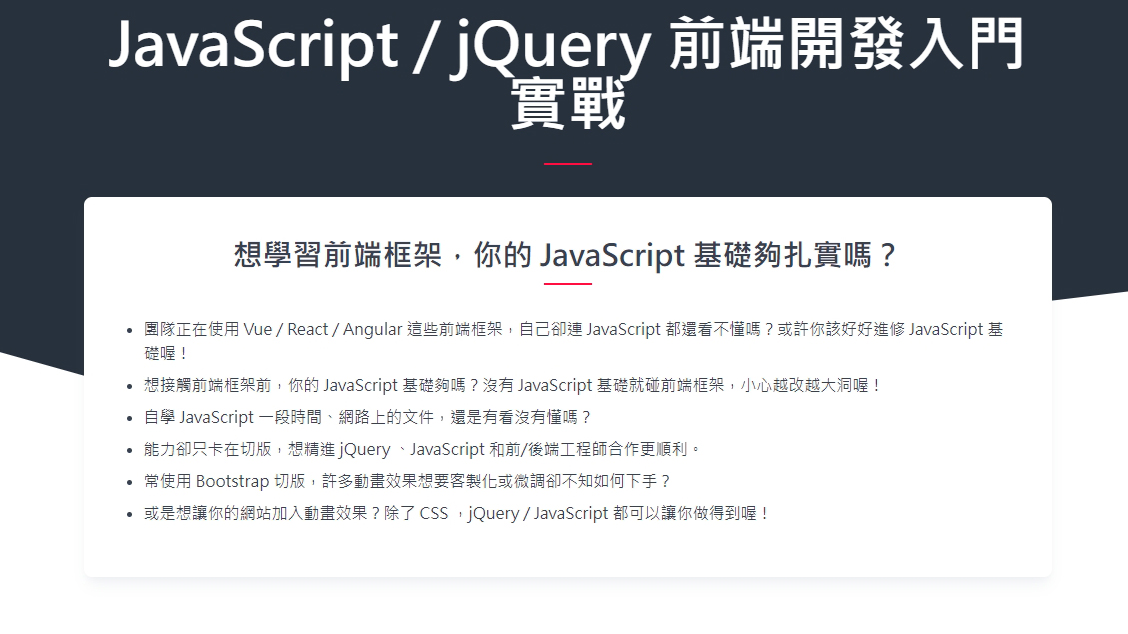 JavaScript / jQuery 前端開發入門
實戰
想學習前端框架，你的 JavaScript 基礎夠扎實嗎？
團隊正在使用 Vue / React / Angular 這些前端框架，自己卻連 JavaScript 都還看不懂嗎？或許你該好好進修 JavaScript 基
礎喔！
想接觸前端框架前，你的 JavaScript 基礎夠嗎？沒有 JavaScript 基礎就碰前端框架，小心越改越大洞喔！
自學 JavaScript 一段時間、網路上的文件，還是有看沒有懂嗎？
能力卻只卡在切版，想精進 jQuery 、JavaScript 和前/後端工程師合作更順利。
常使用 Bootstrap 切版，許多動畫效果想要客製化或微調卻不知如何下手？
或是想讓你的網站加入動畫效果？除了 CSS ，jQuery / JavaScript 都可以讓你做得到喔！